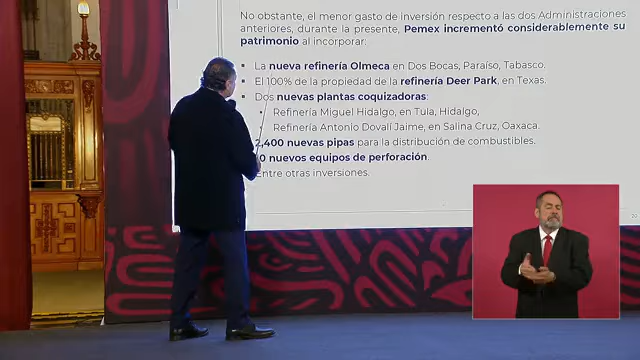 No obstante, el menor gasto de inversión respecto a las dos Administraciones
anteriores, durante la presente, Pemex incrementó considerablemente su
patrimonio al incorporar:
La nueva refinería Olmeca en Dos Bocas, Paraíso, Tabasco.
El 100% de la propiedad de la refinería Deer Park, en Texas.
Dos nuevas plantas coquizadoras:
Refinería Miguel Hidalgo, en Tula, Hidalgo,
Refinería Antonio Dovalí Jaime, en Salina Cruz, Oaxaca.
2,400 nuevas pipas para la distribución de combustibles.
0 nuevos equipos de perforación.
Entre otras inversiones.